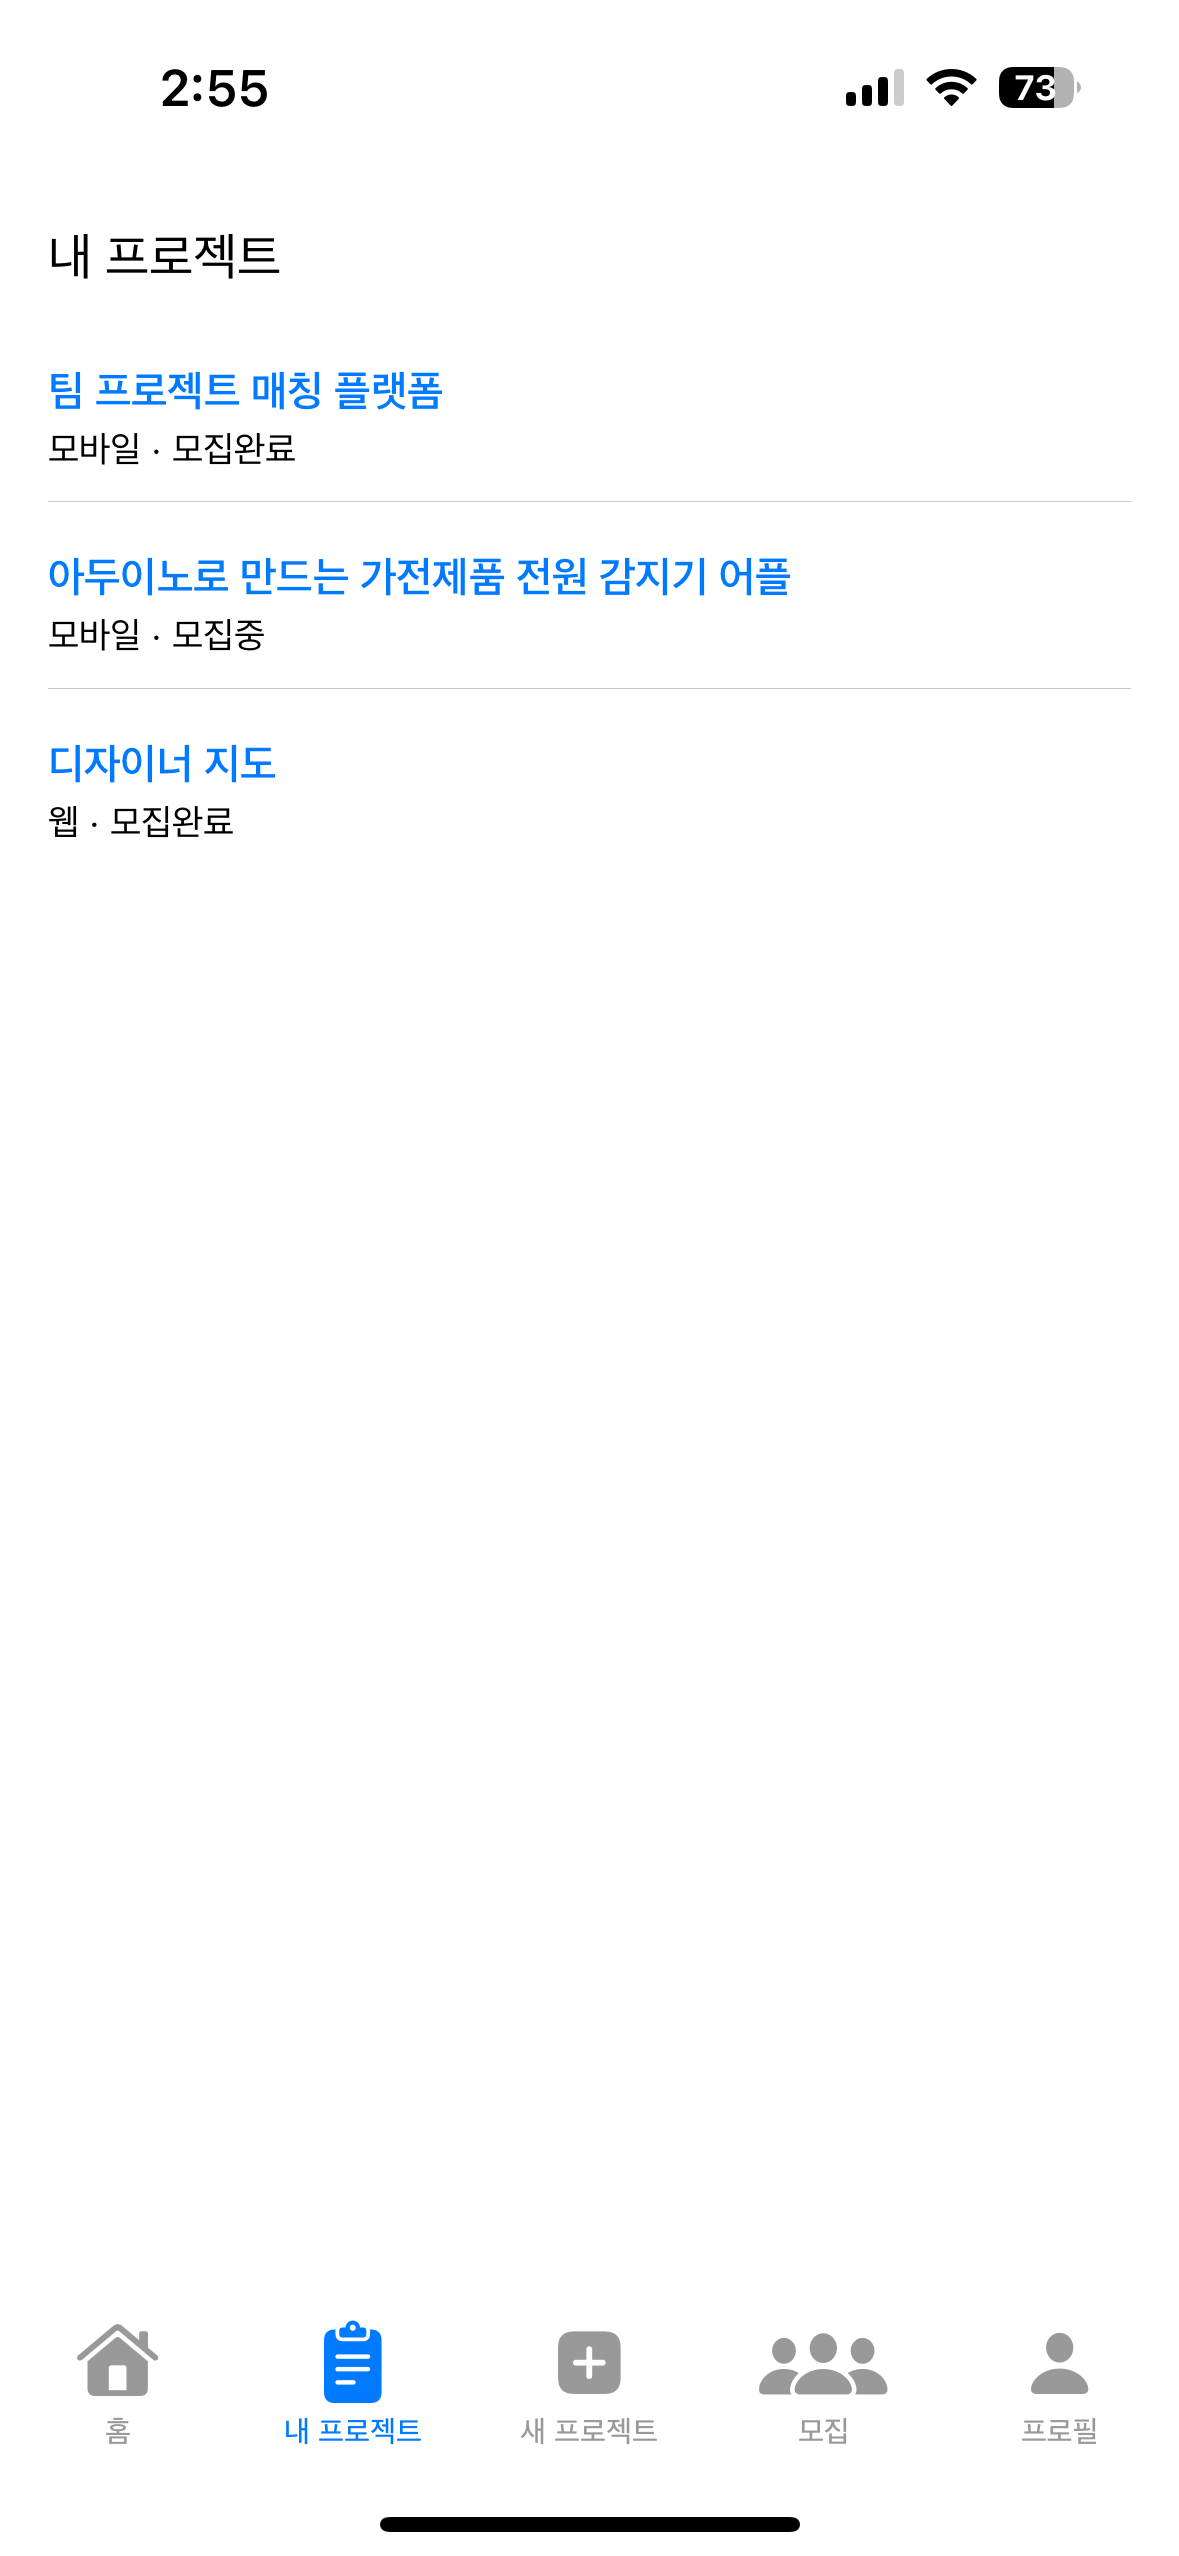 2:55
73
내 프로젝트
팀 프로젝트 매칭 플랫폼
모바일 · 모집완료
아두이노로 만드는 가전제품 전원 감지기 어플
모바일 · 모집중
디자이너 지도
웹 · 모집완료
홈
내 프로젝트
새 프로젝트
모집
프로필